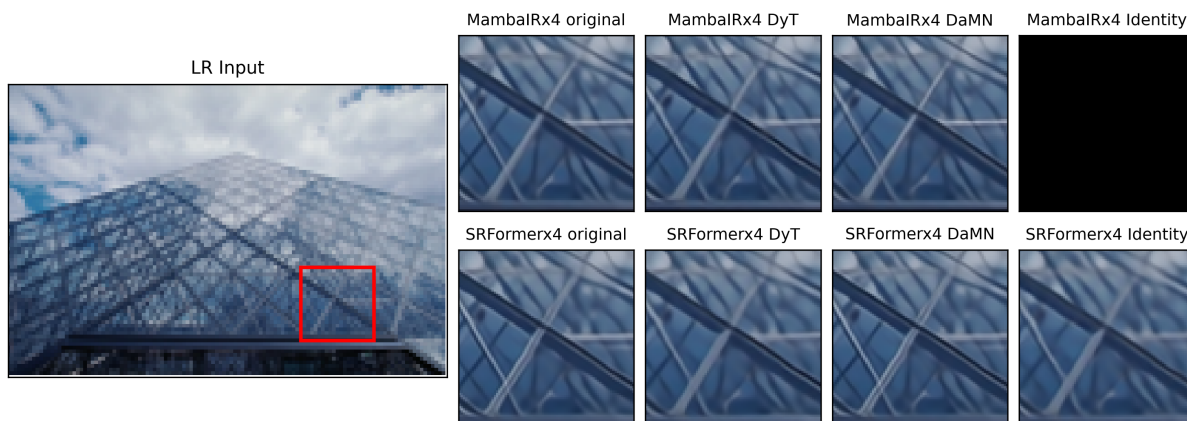 LR Input
MambaIRx4 original
MambaIRx4 DyT
MambaIRx4 DaMN
MambaIRx4 Identity
SRFormerx4 original
SRFormerx4 DyT
SRFormerx4 DaMN
SRFormerx4 Identity